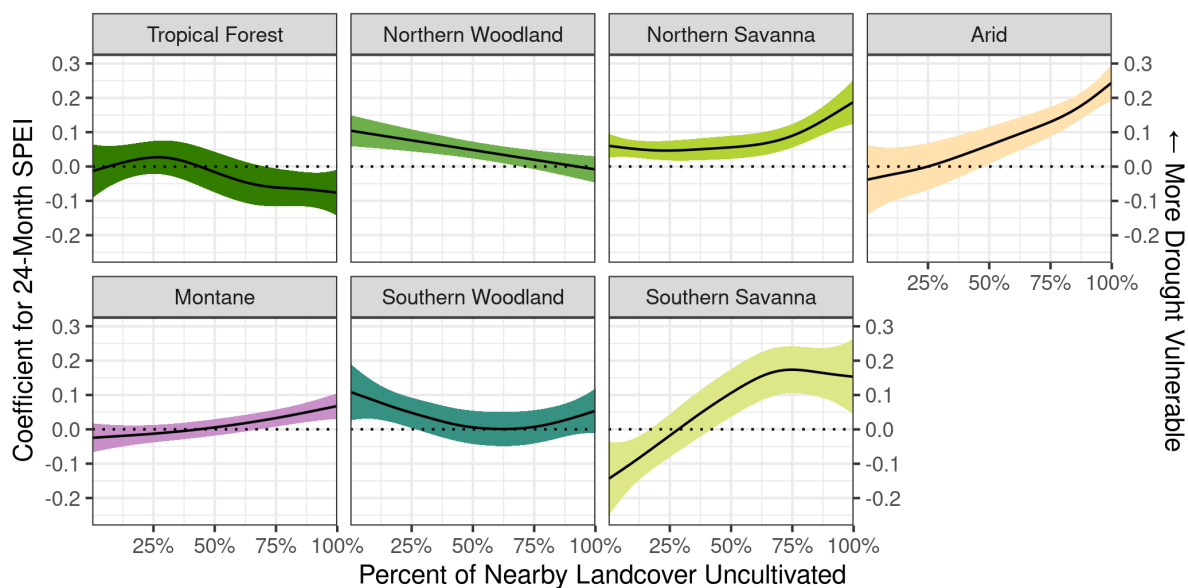 Tropical Forest
Northern Woodland
Northern Savanna
Arid
0.3
0.2
0.1
0.0
-0.1
-0.2
0.3
0.2
0.1
0.0
-0.1
-0.2
25% 50% 75% 100%
Montane
Southern Woodland
Southern Savanna
0.3
0.2
0.1
0.0
-0.1
-0.2
0.3
0.2
0.1
0.0
-0.1
-0.2
25% 50% 75% 100%
25% 50% 75% 100%
25% 50% 75% 100%
Percent of Nearby Landcover Uncultivated
Coefficient for 24-Month SPEI
← More Drought Vulnerable